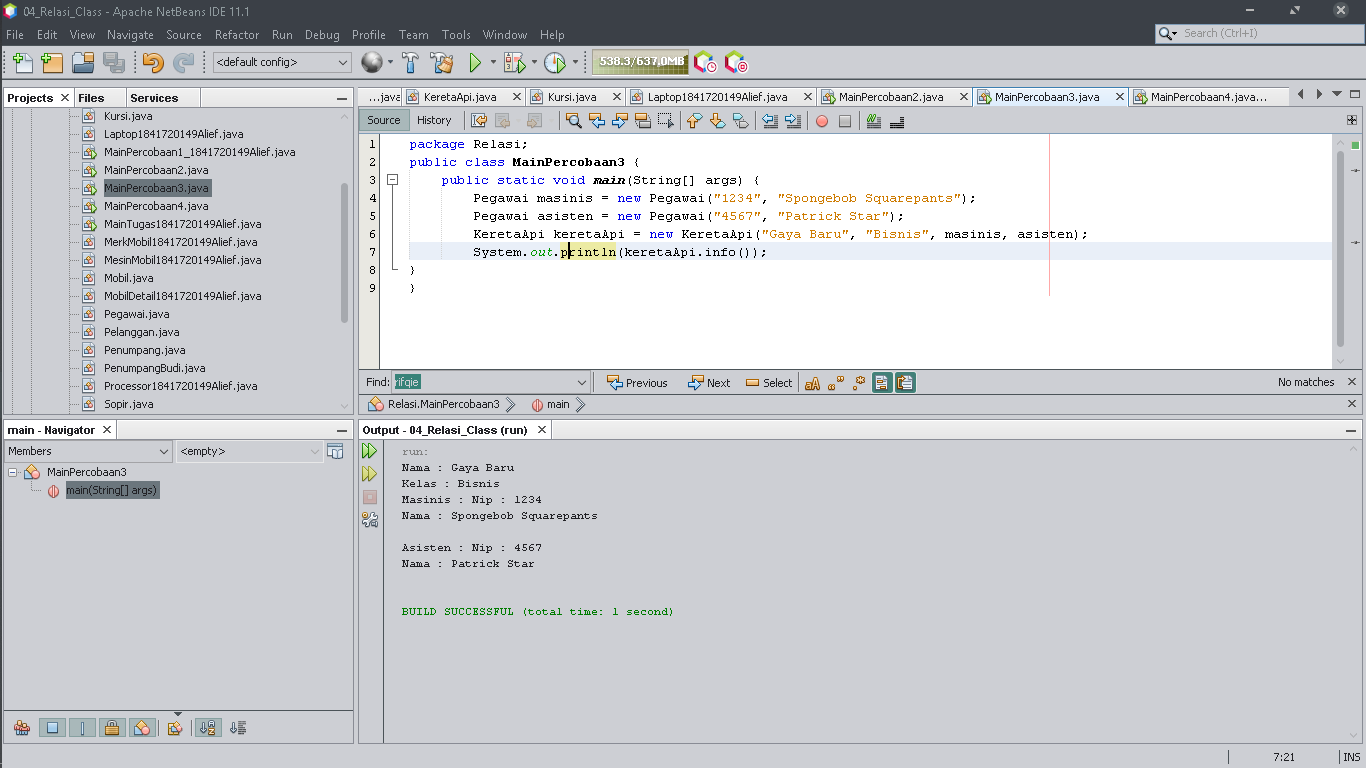 04_Relasi_Class - Apache NetBeans IDE 11.1
File Edit View Navigate Source Refactor Run Debug Profile Team Tools Window Help
Search (Ctrl+I)
<default config>
538.3/637,0MB
Projects Files Services
Kursi.java
Laptop1841720149Alief.java
MainPercobaan1_1841720149Alief.java
MainPercobaan2.java
MainPercobaan3.java
MainPercobaan4.java
MainTugas1841720149Alief.java
MerkMobil1841720149Alief.java
MesinMobil1841720149Alief.java
Mobil.java
MobilDetail1841720149Alief.java
Pegawai.java
Pelanggan.java
Penumpang.java
PenumpangBudi.java
Processor1841720149Alief.java
Sopir.java
...java KeretaApi.java Kursi.java Laptop1841720149Alief.java MainPercobaan2.java MainPercobaan3.java MainPercobaan4.java...
Source History
1 package Relasi;
2 public class MainPercobaan3 {
3 public static void main(String[] args) {
4 Pegawai masinis = new Pegawai("1234", "Spongebob Squarepants");
5 Pegawai asisten = new Pegawai("4567", "Patrick Star");
6 KeretaApi keretaApi = new KeretaApi("Gaya Baru", "Bisnis", masinis, asisten);
7 System.out.println(keretaApi.info());
8 }
9 }
Find: rifqie Previous Next Select No matches
Relasi.MainPercobaan3 main
main - Navigator
Members <empty>
MainPercobaan3
main(String[] args)
Output - 04_Relasi_Class (run)
run:
Nama : Gaya Baru
Kelas : Bisnis
Masinis : Nip : 1234
Nama : Spongebob Squarepants
Asisten : Nip : 4567
Nama : Patrick Star
BUILD SUCCESSFUL (total time: 1 second)
7:21 INS